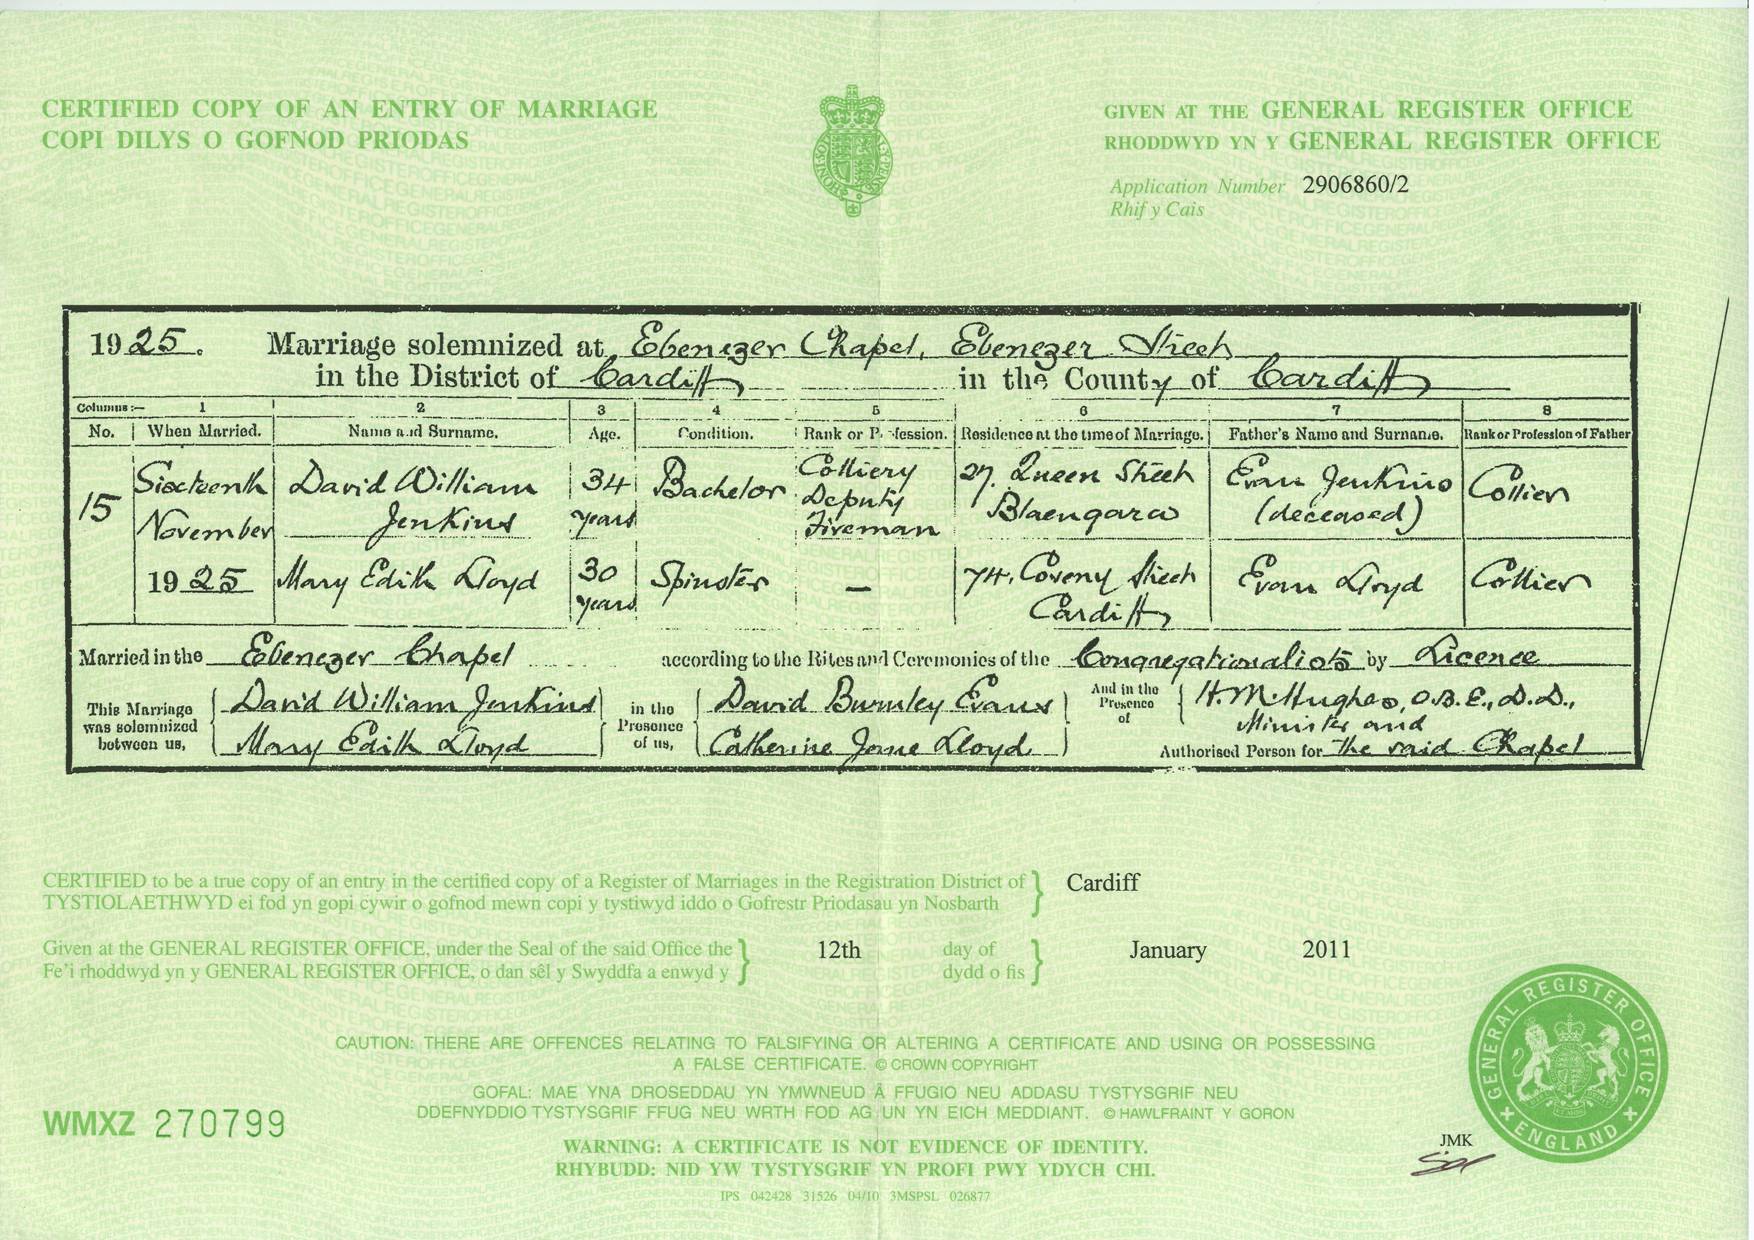 CERTIFIED COPY OF AN ENTRY OF MARRIAGE
COPI DILYS O GOFNOD PRIODAS
GIVEN AT THE GENERAL REGISTER OFFICE
RHODDWYD YN Y GENERAL REGISTER OFFICE
Application Number 2906860/2
Rhif y Cais
1925. Marriage solemnized at Ebenezer Chapel, Ebenezer Street
in the District of Cardiff in the County of Cardiff
Columns:— 1 2 3 4 5 6 7 8
No. When Married. Name and Surname. Age. Condition. Rank or Profession. Residence at the time of Marriage. Father's Name and Surname. Rank or Profession of Father
15 Sixteenth November 1925
David William Jenkins 34 years Bachelor Colliery Deputy Fireman 27, Queen Street Blaengarw Evan Jenkins (deceased) Collier
Mary Edith Lloyd 30 years Spinster — 74, Coveny Street Cardiff Evan Lloyd Collier
Married in the Ebenezer Chapel according to the Rites and Ceremonies of the Congregationalists by Licence
This Marriage was solemnized between us, David William Jenkins Mary Edith Lloyd
in the Presence of us, David Burnley Evans Catherine Jane Lloyd
And in the Presence of H. M. Hughes, O.B.E., D.D., Minister and
Authorised Person for the said Chapel
CERTIFIED to be a true copy of an entry in the certified copy of a Register of Marriages in the Registration District of Cardiff
TYSTIOLAETHWYD ei fod yn gopi cywir o gofnod mewn copi y tystiwyd iddo o Gofrestr Priodasau yn Nosbarth
Given at the GENERAL REGISTER OFFICE, under the Seal of the said Office the 12th day of January 2011
Fe'i rhoddwyd yn y GENERAL REGISTER OFFICE, o dan sêl y Swyddfa a enwyd y dydd o fis
CAUTION: THERE ARE OFFENCES RELATING TO FALSIFYING OR ALTERING A CERTIFICATE AND USING OR POSSESSING
A FALSE CERTIFICATE. © CROWN COPYRIGHT
GOFAL: MAE YNA DROSEDDAU YN YMWNEUD Â FFUGIO NEU ADDASU TYSTYSGRIF NEU
DDEFNYDDIO TYSTYSGRIF FFUG NEU WRTH FOD AG UN YN EICH MEDDIANT. © HAWLFRAINT Y GORON
WMXZ 270799
WARNING: A CERTIFICATE IS NOT EVIDENCE OF IDENTITY.
RHYBUDD: NID YW TYSTYSGRIF YN PROFI PWY YDYCH CHI.
IPS 042428 31526 04/10 3MSPSL 026877
GENERAL REGISTER OFFICE ENGLAND
JMK